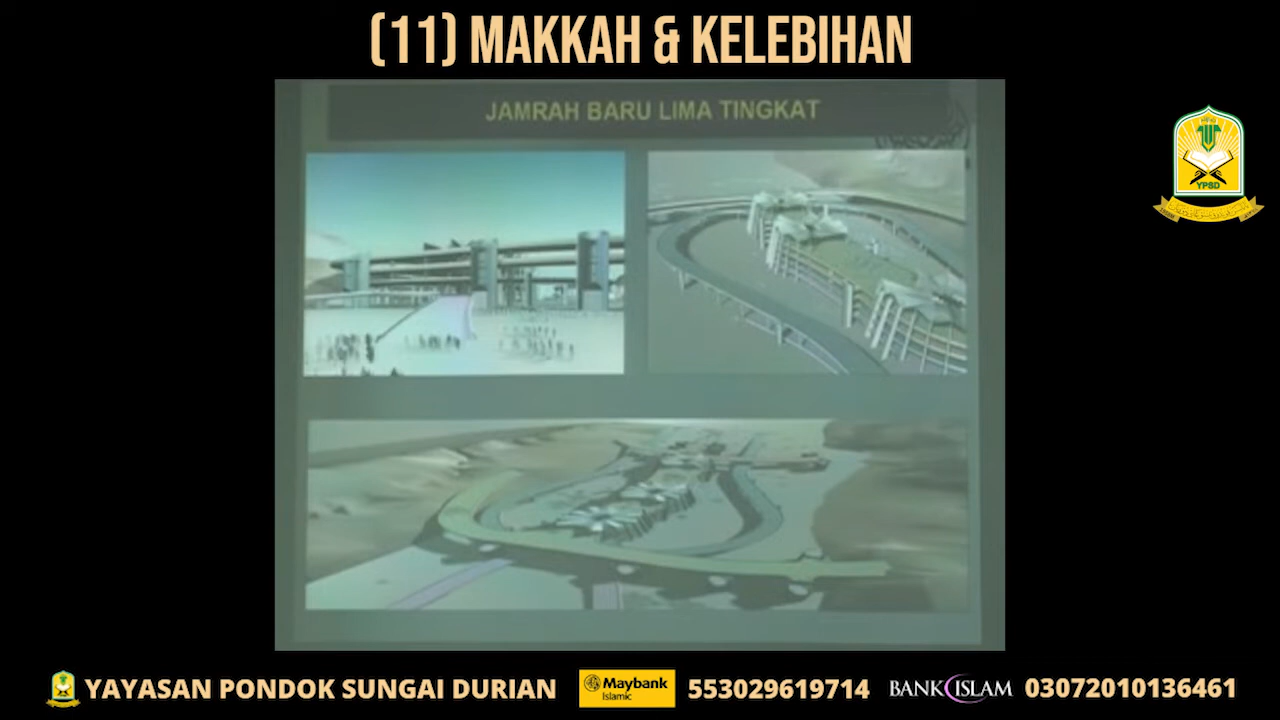 (11) MAKKAH & KELEBIHAN
JAMRAH BARU LIMA TINGKAT
YPSD
YAYASAN PONDOK SUNGAI DURIAN
Maybank
Islamic
553029619714
BANK ISLAM
03072010136461